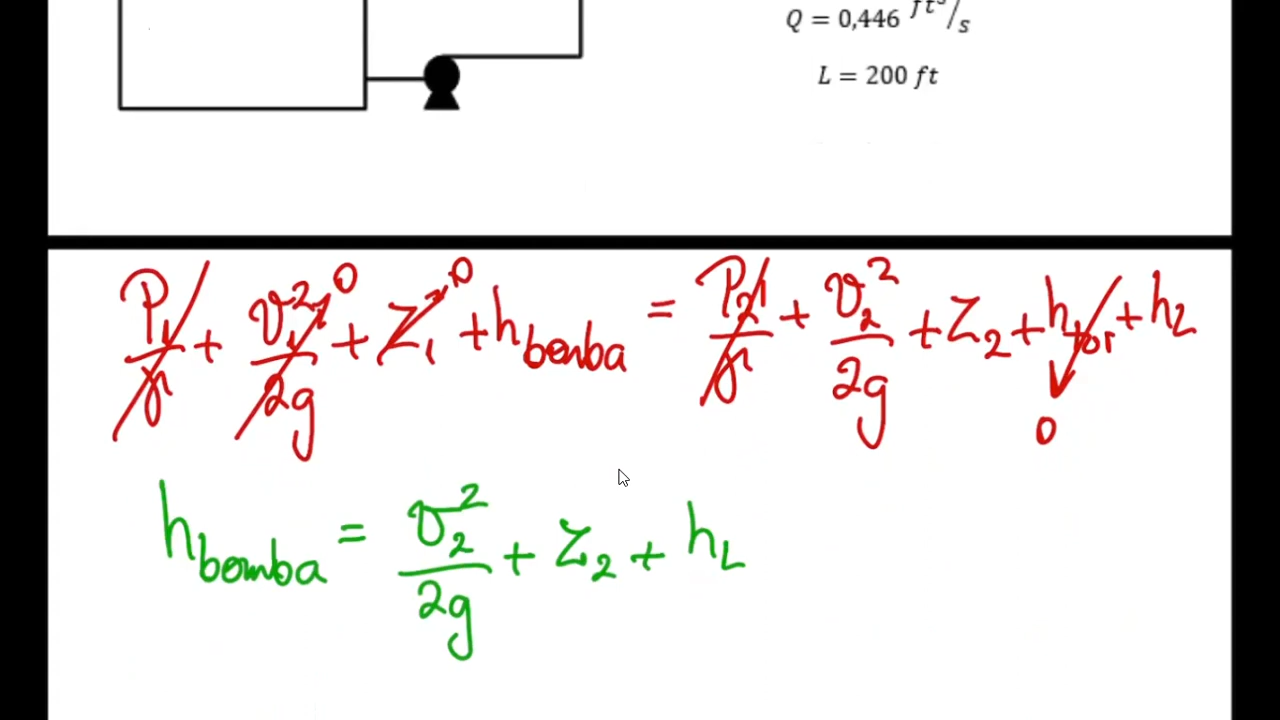 Q = 0,446 ft³/s
L = 200 ft
P₁/γ + v₁²/2g 0 + Z₁ 0 + hbomba = P₂/γ + v₂²/2g + Z₂ + htor + hL
0
hbomba = v₂²/2g + Z₂ + hL